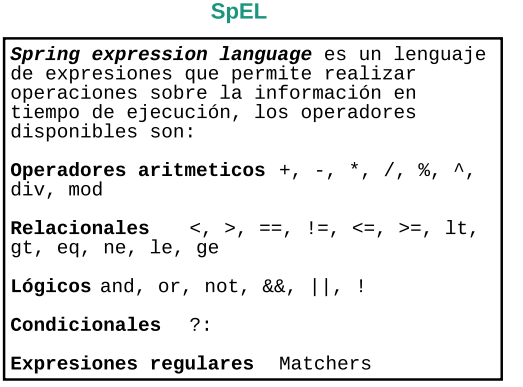 SpEL
Spring expression language es un lenguaje
de expresiones que permite realizar
operaciones sobre la información en
tiempo de ejecución, los operadores
disponibles son:
Operadores aritmeticos +, -, *, /, %, ^,
div, mod
Relacionales <, >, ==, !=, <=, >=, lt,
gt, eq, ne, le, ge
Lógicos and, or, not, &&, ||, !
Condicionales ?:
Expresiones regulares Matchers